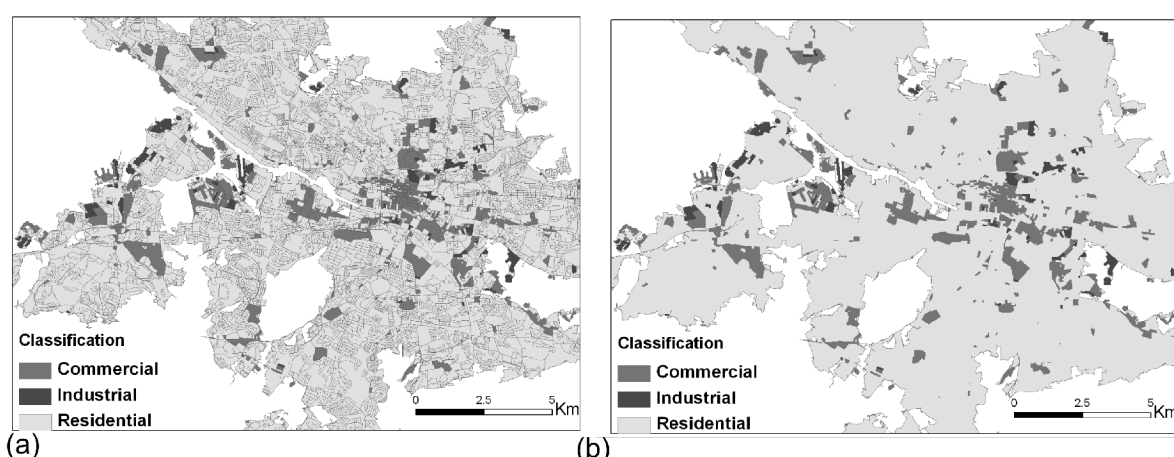 Classification
Commercial
Industrial
Residential
0 2.5 5
Km
(a)
Classification
Commercial
Industrial
Residential
0 2.5 5
Km
(b)